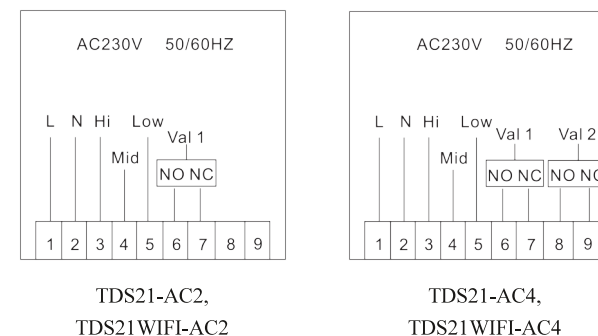 AC230V 50/60HZ
L N Hi Low
Val 1
Mid
NO NC
1 2 3 4 5 6 7 8 9
TDS21-AC2,
TDS21WIFI-AC2
AC230V 50/60HZ
L N Hi Low
Val 1 Val 2
Mid
NO NC NO NC
1 2 3 4 5 6 7 8 9
TDS21-AC4,
TDS21WIFI-AC4